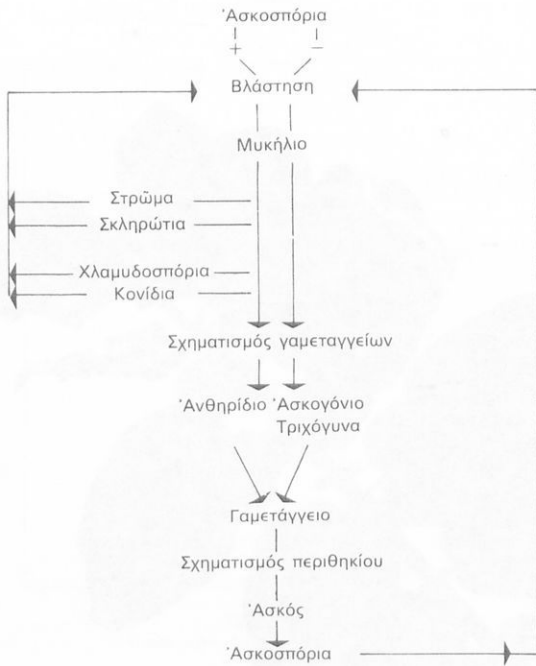 Ἀσκοσπόρια
+ −
Βλάστηση
Μυκήλιο
Στρῶμα
Σκληρώτια
Χλαμυδοσπόρια
Κονίδια
Σχηματισμός γαμεταγγείων
Ἀνθηρίδιο Ἀσκογόνιο
Τριχόγυνα
Γαμετάγγειο
Σχηματισμός περιθηκίου
Ἀσκός
Ἀσκοσπόρια